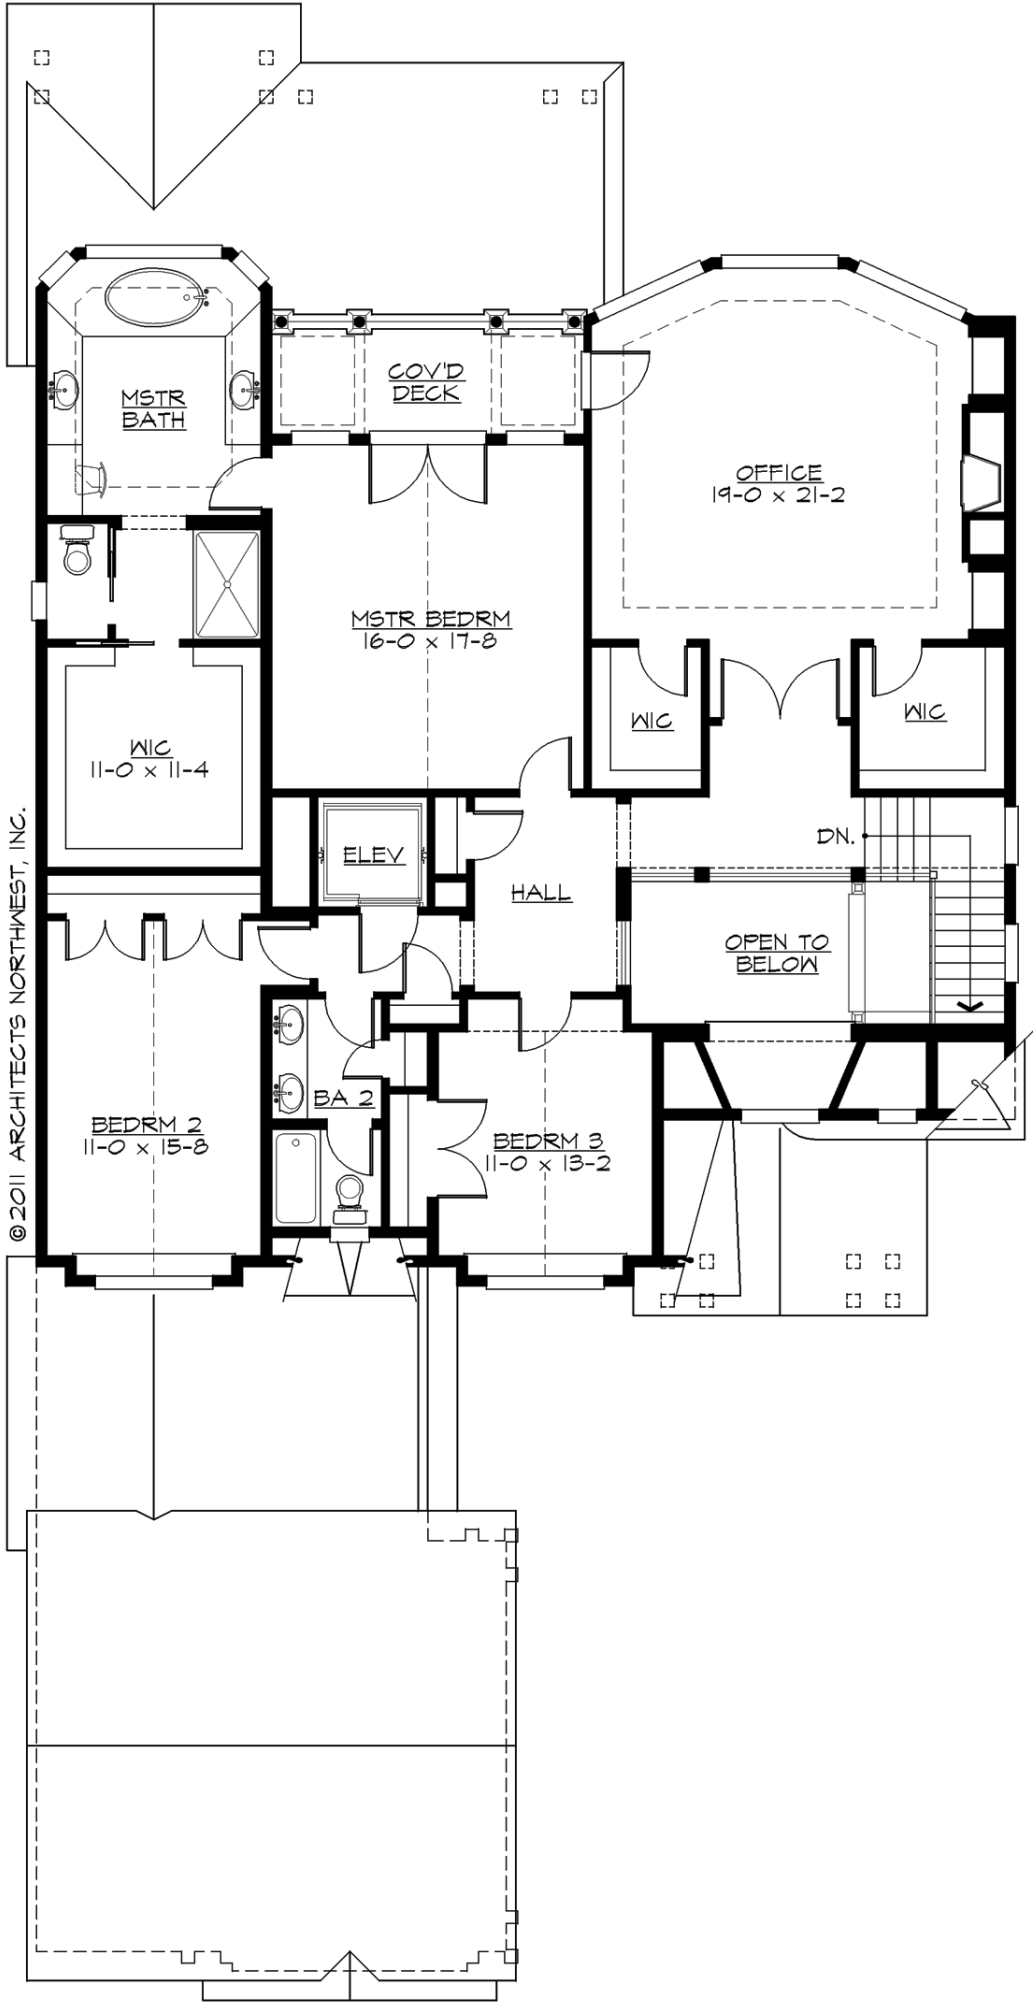 COV'D
DECK
MSTR
BATH
OFFICE
19-0 x 21-2
MSTR BEDRM
16-0 x 17-8
WIC
WIC
WIC
11-0 x 11-4
DN.
ELEV
HALL
OPEN TO
BELOW
BA 2
BEDRM 2
11-0 x 15-8
BEDRM 3
11-0 x 13-2
©2011 ARCHITECTS NORTHWEST, INC.